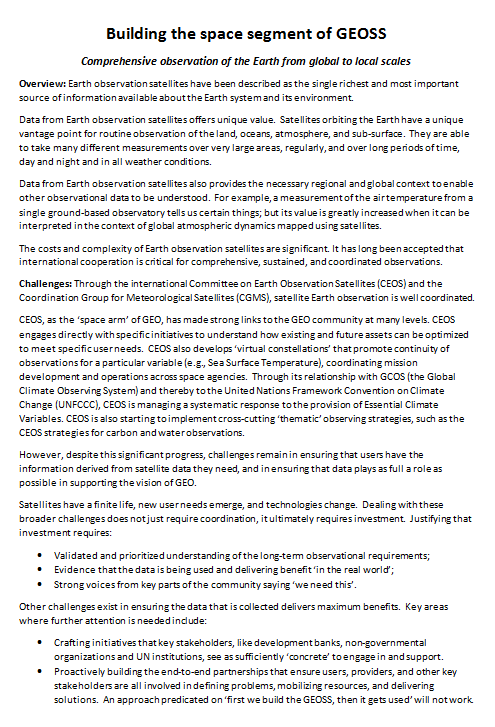 Building the space segment of GEOSS
Comprehensive observation of the Earth from global to local scales
Overview: Earth observation satellites have been described as the single richest and most important
source of information available about the Earth system and its environment.
Data from Earth observation satellites offers unique value. Satellites orbiting the Earth have a unique
vantage point for routine observation of the land, oceans, atmosphere, and sub-surface. They are able
to take many different measurements over very large areas, regularly, and over long periods of time,
day and night and in all weather conditions.
Data from Earth observation satellites also provides the necessary regional and global context to enable
other observational data to be understood. For example, a measurement of the air temperature from a
single ground-based observatory tells us certain things; but its value is greatly increased when it can be
interpreted in the context of global atmospheric dynamics mapped using satellites.
The costs and complexity of Earth observation satellites are significant. It has long been accepted that
international cooperation is critical for comprehensive, sustained, and coordinated observations.
Challenges: Through the international Committee on Earth Observation Satellites (CEOS) and the
Coordination Group for Meteorological Satellites (CGMS), satellite Earth observation is well coordinated.
CEOS, as the 'space arm' of GEO, has made strong links to the GEO community at many levels. CEOS
engages directly with specific initiatives to understand how existing and future assets can be optimized
to meet specific user needs. CEOS also develops 'virtual constellations' that promote continuity of
observations for a particular variable (e.g., Sea Surface Temperature), coordinating mission
development and operations across space agencies. Through its relationship with GCOS (the Global
Climate Observing System) and thereby to the United Nations Framework Convention on Climate
Change (UNFCCC), CEOS is managing a systematic response to the provision of Essential Climate
Variables. CEOS is also starting to implement cross-cutting 'thematic' observing strategies, such as the
CEOS strategies for carbon and water observations.
However, despite this significant progress, challenges remain in ensuring that users have the
information derived from satellite data they need, and in ensuring that data plays as full a role as
possible in supporting the vision of GEO.
Satellites have a finite life, new user needs emerge, and technologies change. Dealing with these
broader challenges does not just require coordination, it ultimately requires investment. Justifying that
investment requires:
• Validated and prioritized understanding of the long-term observational requirements;
• Evidence that the data is being used and delivering benefit 'in the real world';
• Strong voices from key parts of the community saying 'we need this'.
Other challenges exist in ensuring the data that is collected delivers maximum benefits. Key areas
where further attention is needed include:
• Crafting initiatives that key stakeholders, like development banks, non-governmental
organizations and UN institutions, see as sufficiently 'concrete' to engage in and support.
• Proactively building the end-to-end partnerships that ensure users, providers, and other key
stakeholders are all involved in defining problems, mobilizing resources, and delivering
solutions. An approach predicated on 'first we build the GEOSS, then it gets used' will not work.